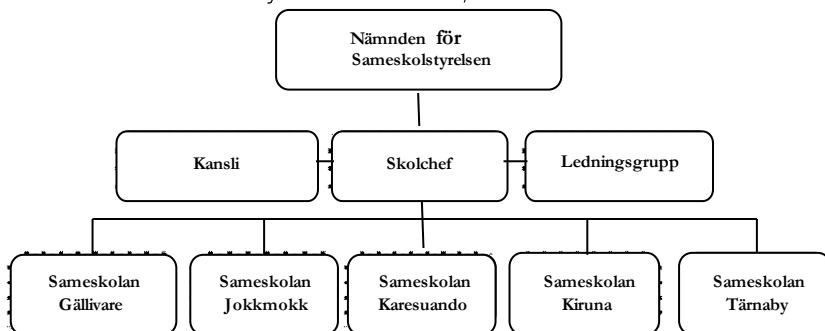 Nämnden för
Sameskolstyrelsen
Kansli
Skolchef
Ledningsgrupp
Sameskolan
Gällivare
Sameskolan
Jokkmokk
Sameskolan
Karesuando
Sameskolan
Kiruna
Sameskolan
Tärnaby